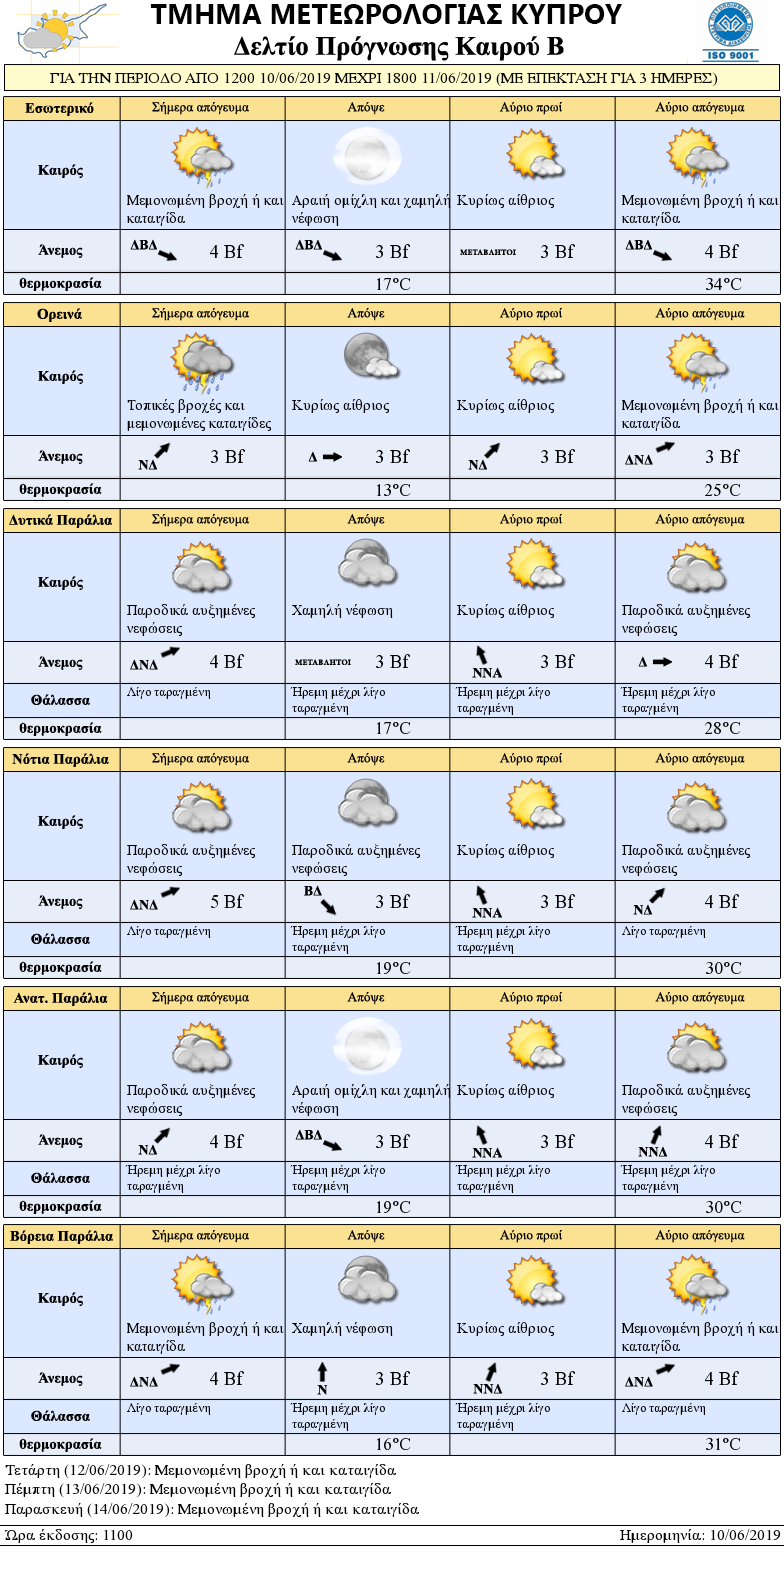 ΤΜΗΜΑ ΜΕΤΕΩΡΟΛΟΓΙΑΣ ΚΥΠΡΟΥ
Δελτίο Πρόγνωσης Καιρού Β
ISO 9001
ΓΙΑ ΤΗΝ ΠΕΡΙΟΔΟ ΑΠΟ 1200 10/06/2019 ΜΕΧΡΙ 1800 11/06/2019 (ΜΕ ΕΠΕΚΤΑΣΗ ΓΙΑ 3 ΗΜΕΡΕΣ)
Εσωτερικό Σήμερα απόγευμα Απόψε Αύριο πρωί Αύριο απόγευμα
Καιρός
Μεμονωμένη βροχή ή και Αραιή ομίχλη και χαμηλή Κυρίως αίθριος Μεμονωμένη βροχή ή και
καταιγίδα νέφωση καταιγίδα
Άνεμος ΔΒΔ 4 Bf ΔΒΔ 3 Bf ΜΕΤΑΒΛΗΤΟΙ 3 Bf ΔΒΔ 4 Bf
θερμοκρασία 17°C 34°C
Ορεινά Σήμερα απόγευμα Απόψε Αύριο πρωί Αύριο απόγευμα
Καιρός
Τοπικές βροχές και Κυρίως αίθριος Κυρίως αίθριος Μεμονωμένη βροχή ή και
μεμονωμένες καταιγίδες καταιγίδα
Άνεμος ΝΔ 3 Bf Δ 3 Bf ΝΔ 3 Bf ΔΝΔ 3 Bf
θερμοκρασία 13°C 25°C
Δυτικά Παράλια Σήμερα απόγευμα Απόψε Αύριο πρωί Αύριο απόγευμα
Καιρός
Παροδικά αυξημένες Χαμηλή νέφωση Κυρίως αίθριος Παροδικά αυξημένες
νεφώσεις νεφώσεις
Άνεμος ΔΝΔ 4 Bf ΜΕΤΑΒΛΗΤΟΙ 3 Bf ΝΝΑ 3 Bf Δ 4 Bf
Θάλασσα Λίγο ταραγμένη Ήρεμη μέχρι λίγο Ήρεμη μέχρι λίγο Ήρεμη μέχρι λίγο
ταραγμένη ταραγμένη ταραγμένη
θερμοκρασία 17°C 28°C
Νότια Παράλια Σήμερα απόγευμα Απόψε Αύριο πρωί Αύριο απόγευμα
Καιρός
Παροδικά αυξημένες Παροδικά αυξημένες Κυρίως αίθριος Παροδικά αυξημένες
νεφώσεις νεφώσεις νεφώσεις
Άνεμος ΔΝΔ 5 Bf ΒΔ 3 Bf ΝΝΑ 3 Bf ΝΔ 4 Bf
Θάλασσα Λίγο ταραγμένη Ήρεμη μέχρι λίγο Ήρεμη μέχρι λίγο Λίγο ταραγμένη
ταραγμένη ταραγμένη
θερμοκρασία 19°C 30°C
Ανατ. Παράλια Σήμερα απόγευμα Απόψε Αύριο πρωί Αύριο απόγευμα
Καιρός
Παροδικά αυξημένες Αραιή ομίχλη και χαμηλή Κυρίως αίθριος Παροδικά αυξημένες
νεφώσεις νέφωση νεφώσεις
Άνεμος ΝΔ 4 Bf ΔΒΔ 3 Bf ΝΝΑ 3 Bf ΝΝΔ 4 Bf
Θάλασσα Ήρεμη μέχρι λίγο Ήρεμη μέχρι λίγο Ήρεμη μέχρι λίγο Ήρεμη μέχρι λίγο
ταραγμένη ταραγμένη ταραγμένη ταραγμένη
θερμοκρασία 19°C 30°C
Βόρεια Παράλια Σήμερα απόγευμα Απόψε Αύριο πρωί Αύριο απόγευμα
Καιρός
Μεμονωμένη βροχή ή και Χαμηλή νέφωση Κυρίως αίθριος Μεμονωμένη βροχή ή και
καταιγίδα καταιγίδα
Άνεμος ΔΝΔ 4 Bf Ν 3 Bf ΝΝΔ 3 Bf ΔΝΔ 4 Bf
Θάλασσα Λίγο ταραγμένη Ήρεμη μέχρι λίγο Ήρεμη μέχρι λίγο Λίγο ταραγμένη
ταραγμένη ταραγμένη
θερμοκρασία 16°C 31°C
Τετάρτη (12/06/2019): Μεμονωμένη βροχή ή και καταιγίδα
Πέμπτη (13/06/2019): Μεμονωμένη βροχή ή και καταιγίδα
Παρασκευή (14/06/2019): Μεμονωμένη βροχή ή και καταιγίδα
Ώρα έκδοσης: 1100 Ημερομηνία: 10/06/2019